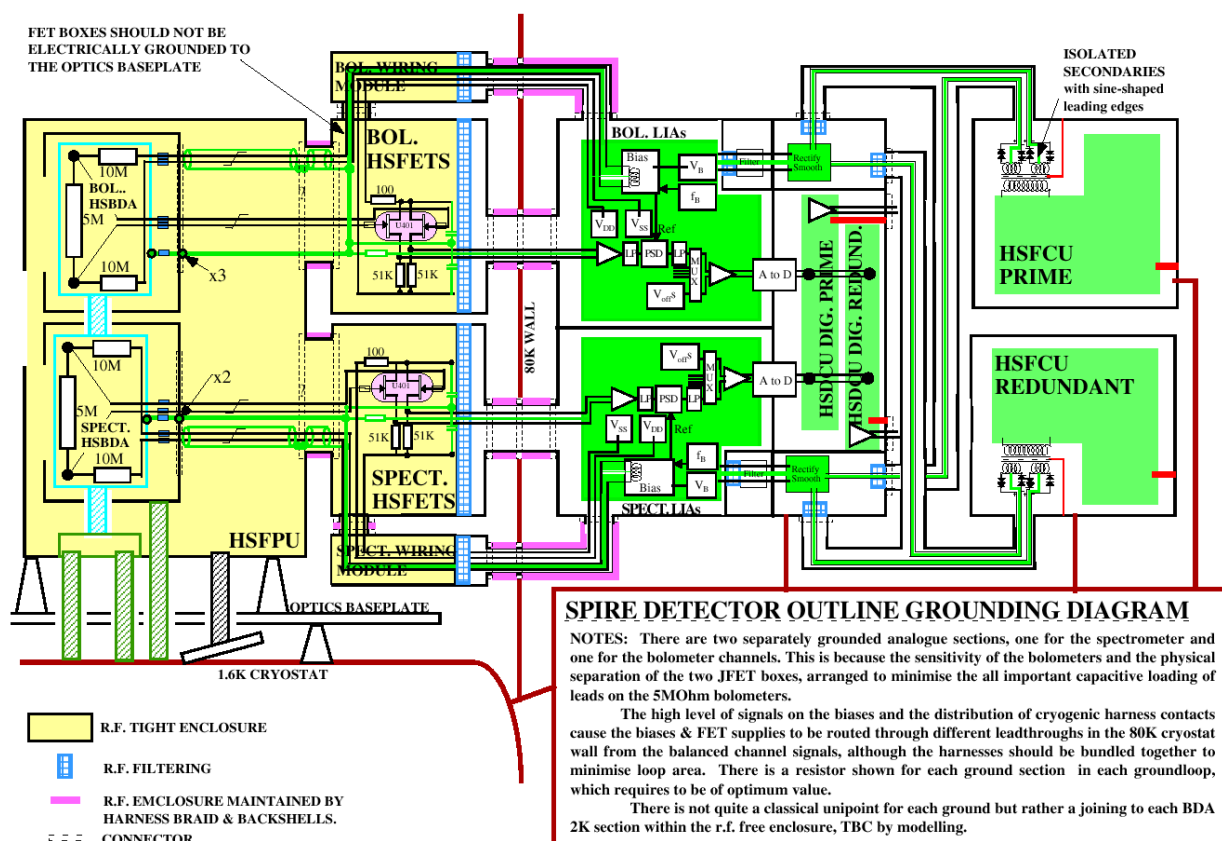 FET BOXES SHOULD NOT BE
ELECTRICALLY GROUNDED TO
THE OPTICS BASEPLATE
BOL. WIRING
MODULE
ISOLATED
SECONDARIES
with sine-shaped
leading edges
BOL.
HSFETS
BOL. LIAs
10M
BOL..
HSBDA
5M
10M
x3
100
U401
51K
51K
Bias
VB
fB
Filter
Rectify
Smooth
VDD
VSS
Ref
LP
PSD
LP
MUX
Voffs
A to D
HSDCU DIG. PRIME
HSDCU DIG. REDUND.
HSFCU
PRIME
80K WALL
10M
5M
SPECT.
HSBDA
10M
x2
100
U401
51K
51K
SPECT.
HSFETS
Voffs
MUX
A to D
LP
PSD
LP
VSS
VDD
Ref
fB
Bias
VB
Filter
Rectify
Smooth
SPECT. LIAs
HSFCU
REDUNDANT
HSFPU
SPECT. WIRING
MODULE
OPTICS BASEPLATE
1.6K CRYOSTAT
SPIRE DETECTOR OUTLINE GROUNDING DIAGRAM
NOTES: There are two separately grounded analogue sections, one for the spectrometer and
one for the bolometer channels. This is because the sensitivity of the bolometers and the physical
separation of the two JFET boxes, arranged to minimise the all important capacitive loading of
leads on the 5MOhm bolometers.
The high level of signals on the biases and the distribution of cryogenic harness contacts
cause the biases & FET supplies to be routed through different leadthroughs in the 80K cryostat
wall from the balanced channel signals, although the harnesses should be bundled together to
minimise loop area. There is a resistor shown for each ground section in each groundloop,
which requires to be of optimum value.
There is not quite a classical unipoint for each ground but rather a joining to each BDA
2K section within the r.f. free enclosure, TBC by modelling.
R.F. TIGHT ENCLOSURE
R.F. FILTERING
R.F. EMCLOSURE MAINTAINED BY
HARNESS BRAID & BACKSHELLS.
CONNECTOR